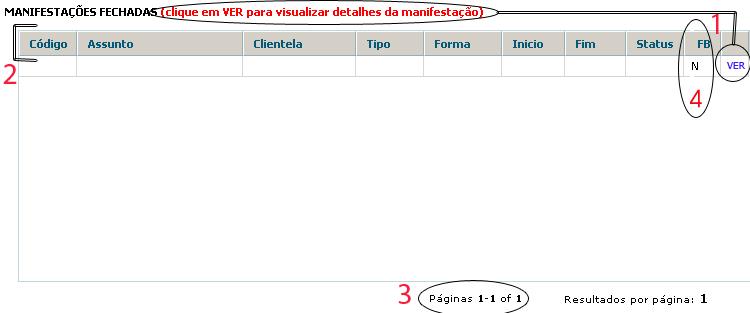 MANIFESTAÇÕES FECHADAS (clique em VER para visualizar detalhes da manifestação)
1
Código Assunto Clientela Tipo Forma Inicio Fim Status FB
2
N VER
4
3 Páginas 1-1 of 1 Resultados por página: 1